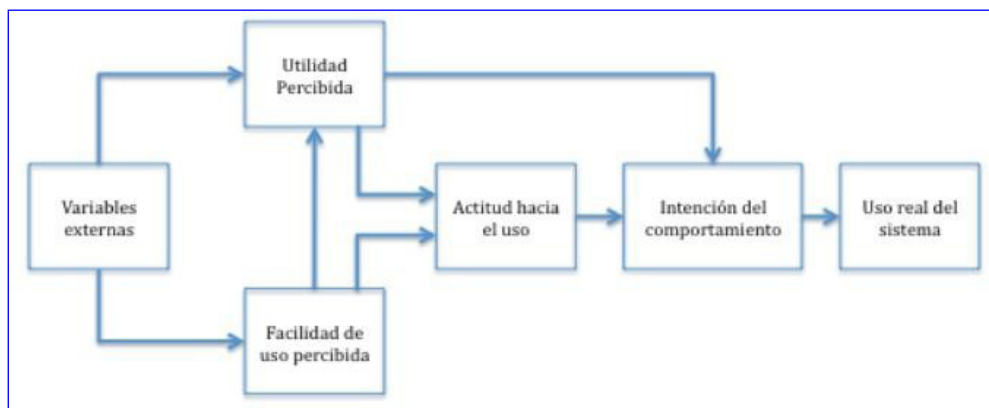 Utilidad
Percibida
Variables
externas
Actitud hacia
el uso
Intención del
comportamiento
Uso real del
sistema
Facilidad de
uso percibida